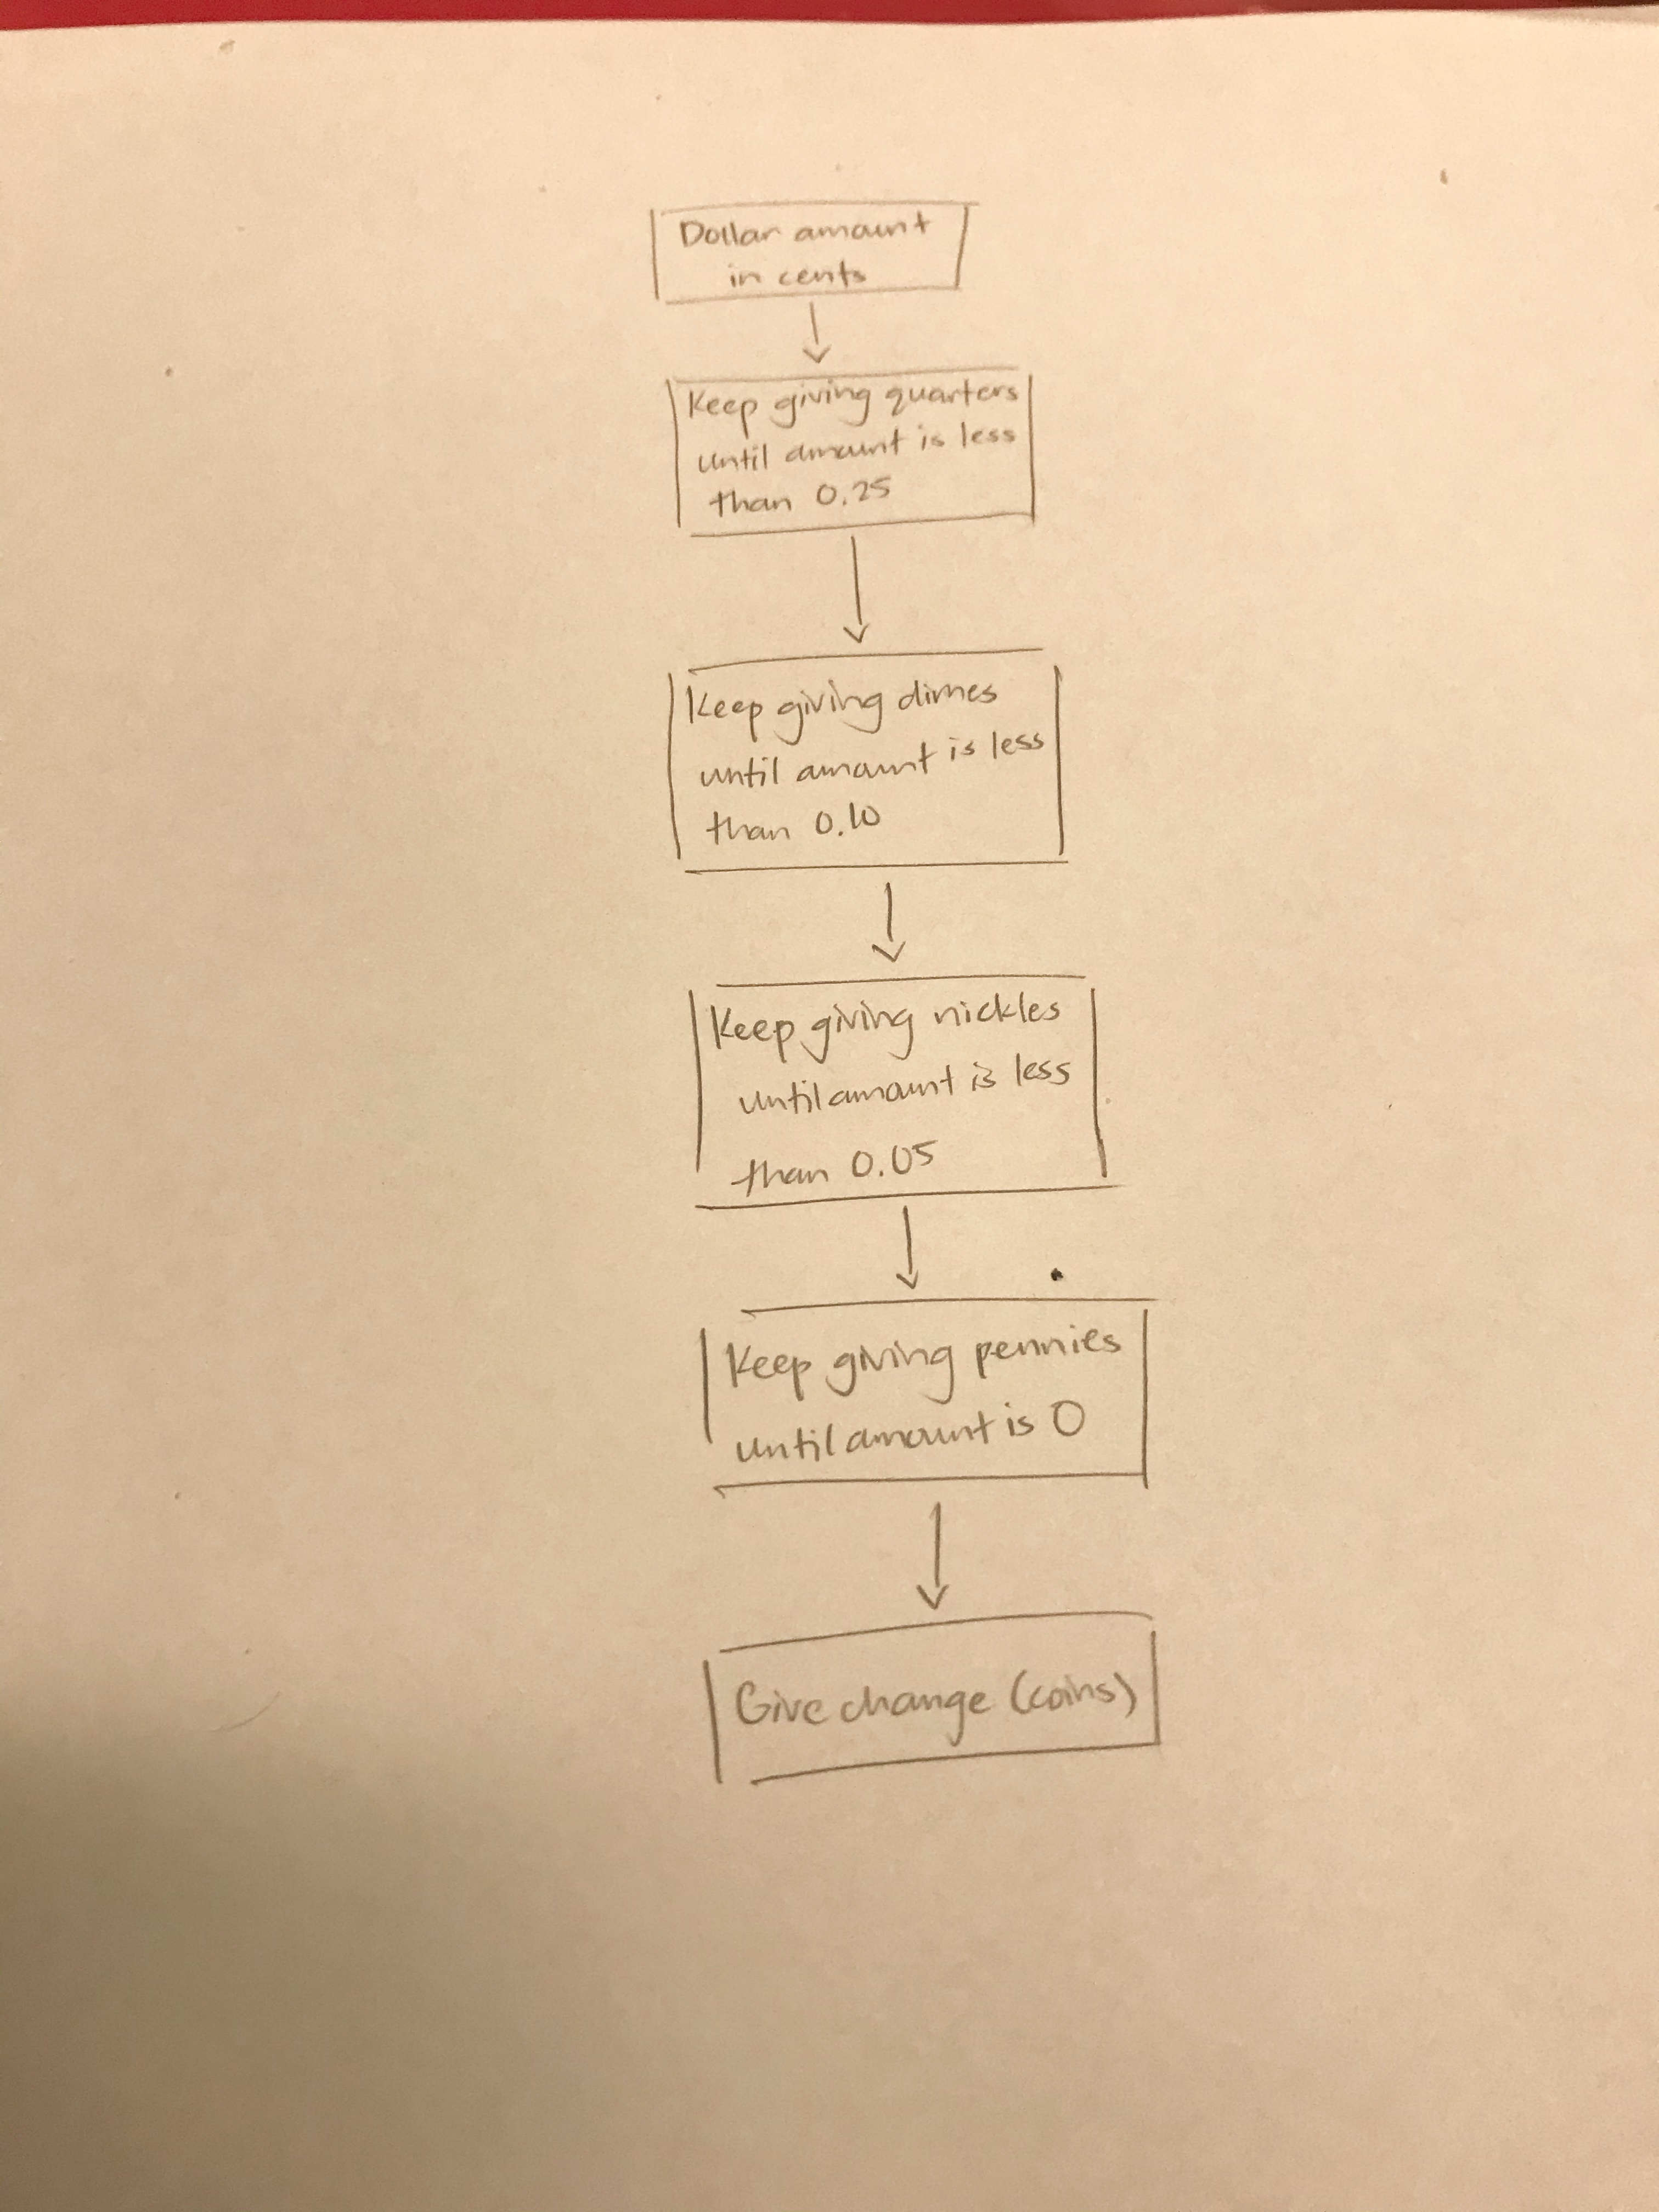 Dollar amount
in cents
Keep giving quarters
until amount is less
than 0.25
Keep giving dimes
until amount is less
than 0.10
Keep giving nickles
until amount is less
than 0.05
Keep giving pennies
until amount is 0
Give change (coins)